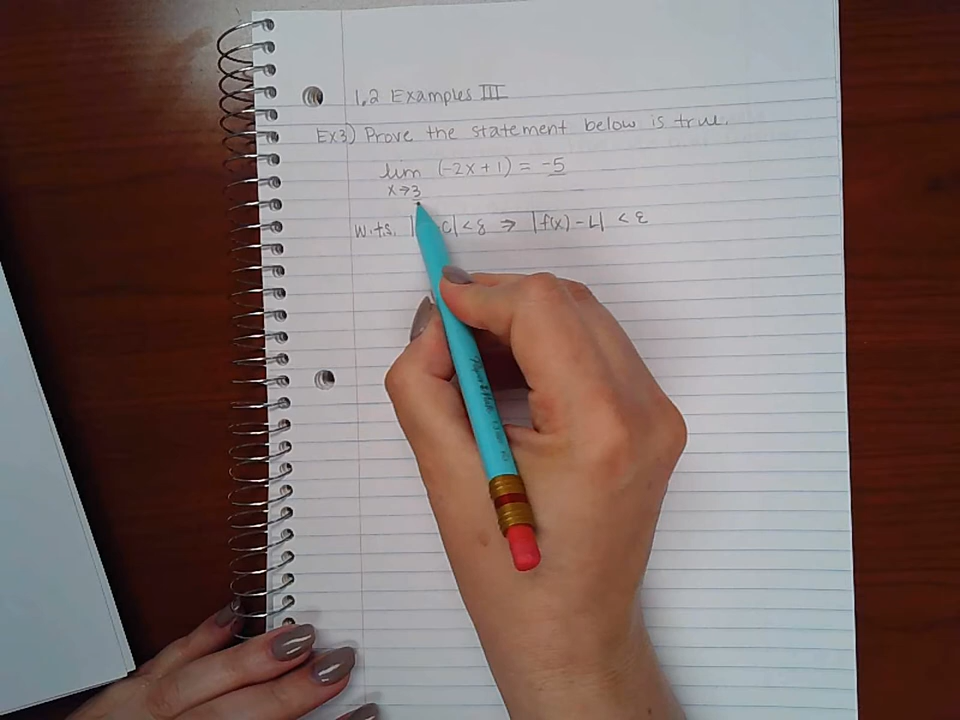 1.2 Examples III
Ex3) Prove the statement below is true.
lim (-2x+1) = -5
x→3
w.t.s. | c| < δ ⇒ |f(x) - L| < ε